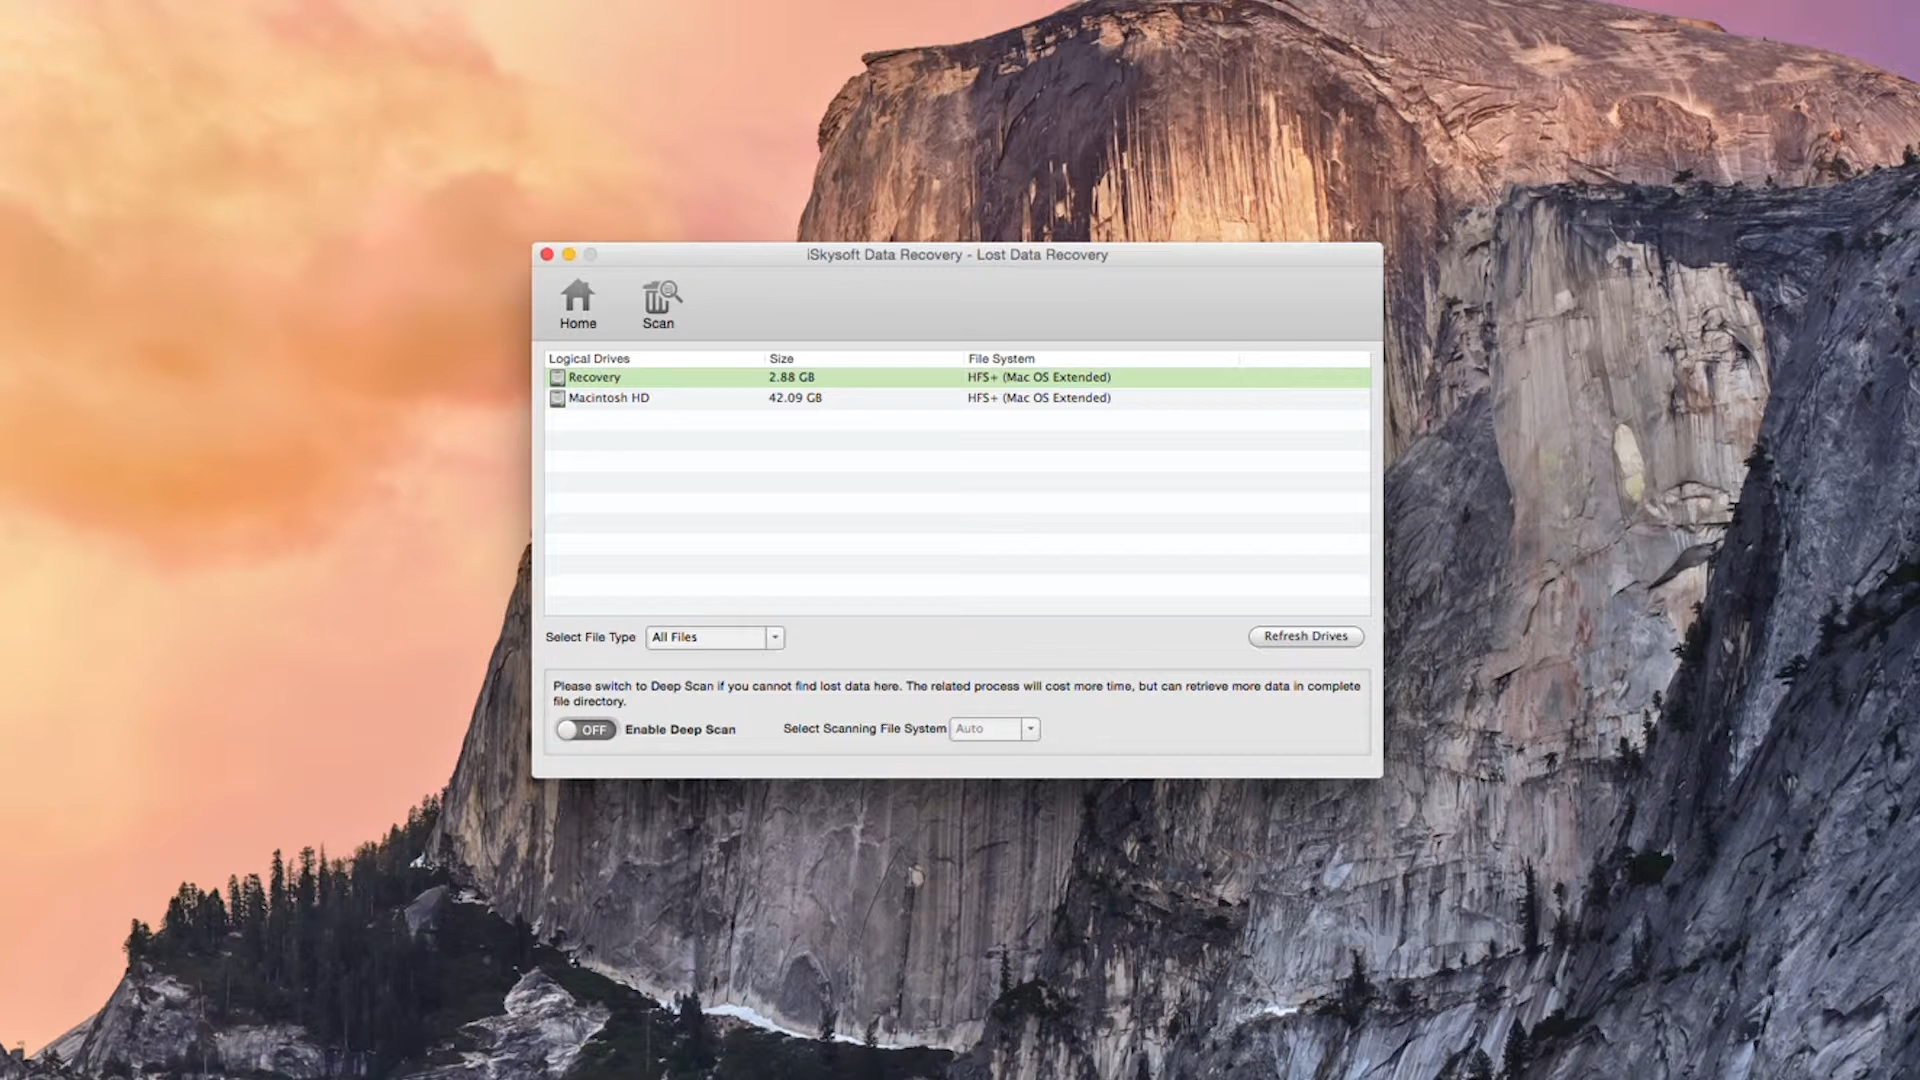 iSkysoft Data Recovery - Lost Data Recovery
Home Scan
Logical Drives Size File System
Recovery 2.88 GB HFS+ (Mac OS Extended)
Macintosh HD 42.09 GB HFS+ (Mac OS Extended)
Select File Type All Files Refresh Drives
Please switch to Deep Scan if you cannot find lost data here. The related process will cost more time, but can retrieve more data in complete
file directory.
OFF Enable Deep Scan Select Scanning File System Auto